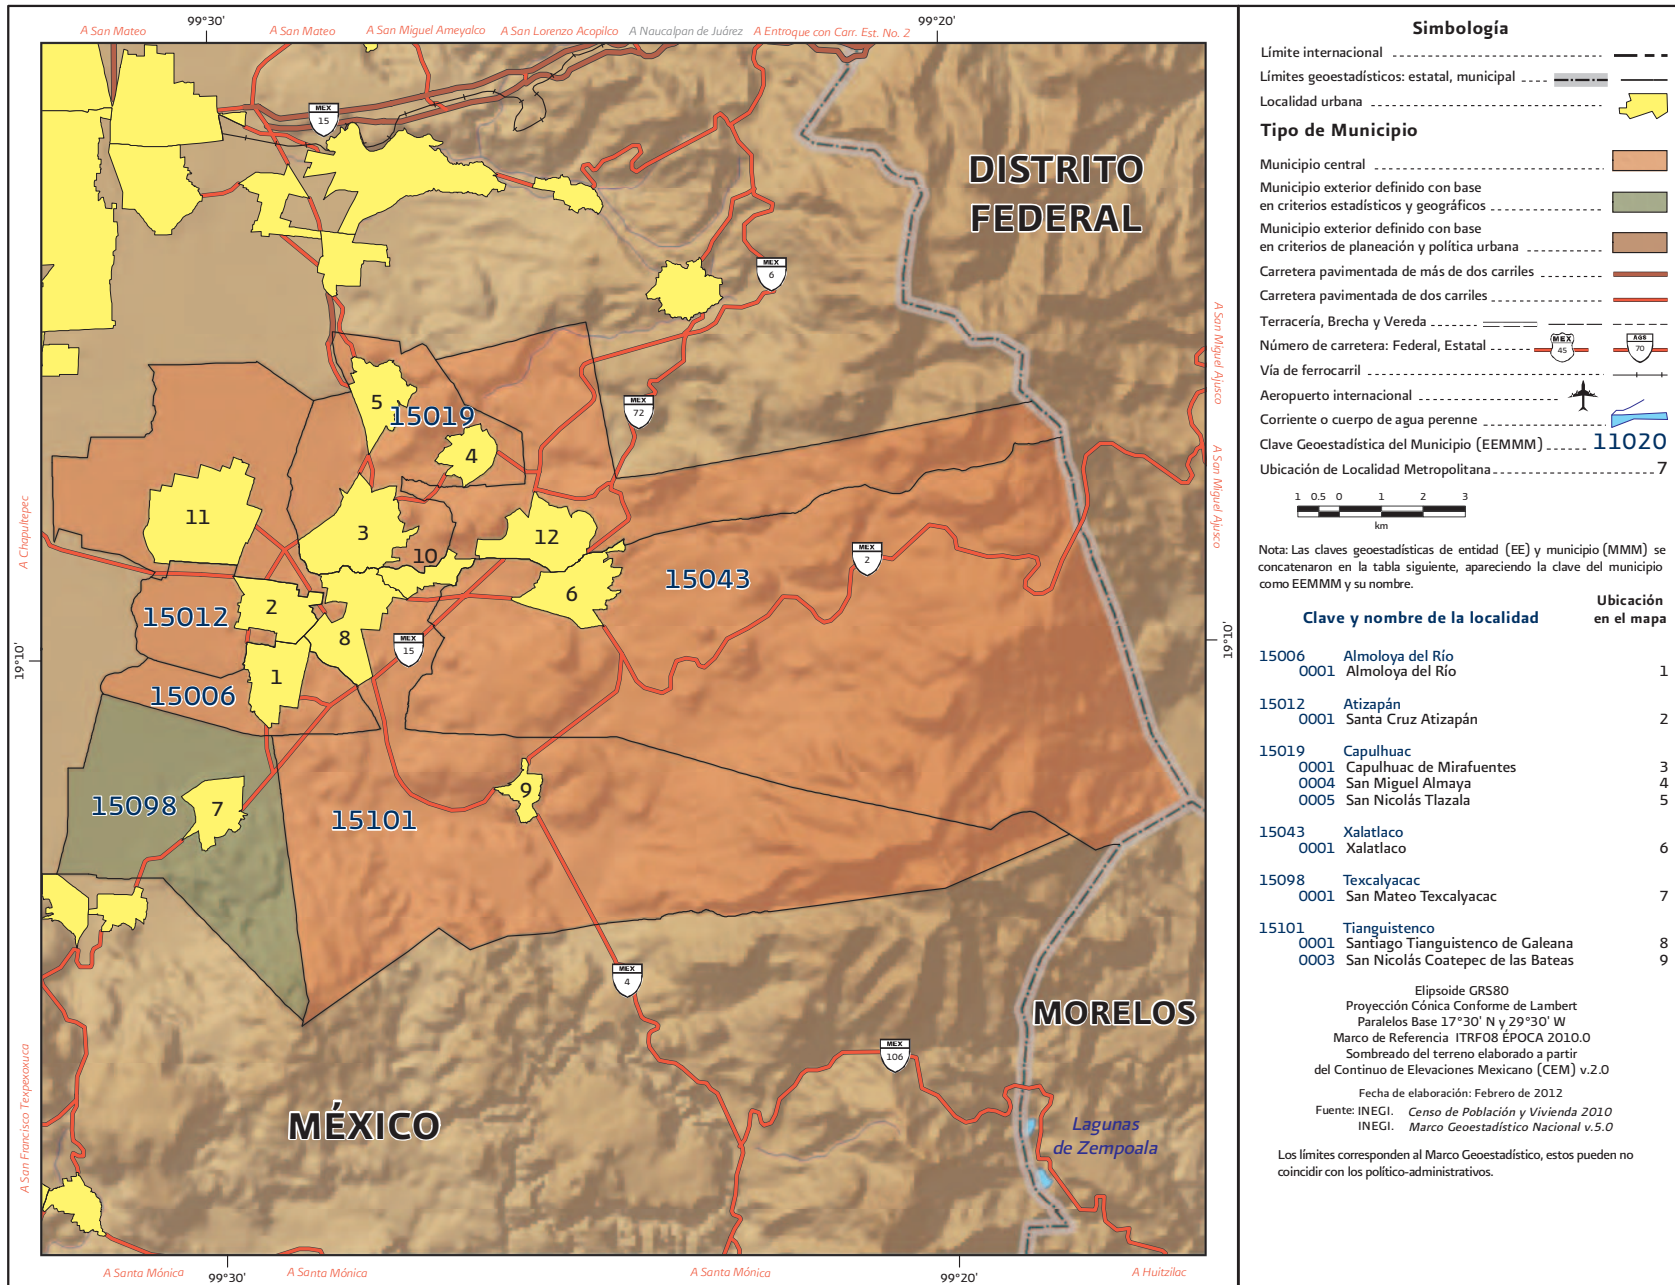 99°30'
99°20'
A San Mateo
A San Mateo
A San Miguel Ameyalco
A San Lorenzo Acopilco
A Naucalpan de Juárez
A Entroque con Carr. Est. No. 2
MEX
15
DISTRITO
FEDERAL
MEX
6
A San Miguel Ajusco
5
15019
MEX
72
4
A San Miguel Ajusco
A Chapultepec
11
3
10
12
MEX
2
15043
6
15012
2
8
MEX
15
19°10'
19°10'
1
15006
15098
7
9
15101
MEX
4
MORELOS
MEX
106
A San Francisco Texpexoxuca
MÉXICO
Lagunas
de Zempoala
A Santa Mónica
99°30'
A Santa Mónica
A Santa Mónica
99°20'
A Huitzilac
Simbología
Límite internacional
Límites geoestadísticos: estatal, municipal
Localidad urbana
Tipo de Municipio
Municipio central
Municipio exterior definido con base
en criterios estadísticos y geográficos
Municipio exterior definido con base
en criterios de planeación y política urbana
Carretera pavimentada de más de dos carriles
Carretera pavimentada de dos carriles
Terracería, Brecha y Vereda
Número de carretera: Federal, Estatal
MEX
45
AGS
70
Vía de ferrocarril
Aeropuerto internacional
Corriente o cuerpo de agua perenne
Clave Geoestadística del Municipio (EEMMM) 11020
Ubicación de Localidad Metropolitana 7
1 0.5 0 1 2 3
km
Nota: Las claves geoestadísticas de entidad (EE) y municipio (MMM) se
concatenaron en la tabla siguiente, apareciendo la clave del municipio
como EEMMM y su nombre.
Ubicación
Clave y nombre de la localidad en el mapa
15006 Almoloya del Río
0001 Almoloya del Río 1
15012 Atizapán
0001 Santa Cruz Atizapán 2
15019 Capulhuac
0001 Capulhuac de Mirafuentes 3
0004 San Miguel Almaya 4
0005 San Nicolás Tlazala 5
15043 Xalatlaco
0001 Xalatlaco 6
15098 Texcalyacac
0001 San Mateo Texcalyacac 7
15101 Tianguistenco
0001 Santiago Tianguistenco de Galeana 8
0003 San Nicolás Coatepec de las Bateas 9
Elipsoide GRS80
Proyección Cónica Conforme de Lambert
Paralelos Base 17°30' N y 29°30' W
Marco de Referencia ITRF08 ÉPOCA 2010.0
Sombreado del terreno elaborado a partir
del Continuo de Elevaciones Mexicano (CEM) v.2.0
Fecha de elaboración: Febrero de 2012
Fuente: INEGI. Censo de Población y Vivienda 2010
INEGI. Marco Geoestadístico Nacional v.5.0
Los límites corresponden al Marco Geoestadístico, estos pueden no
coincidir con los político-administrativos.